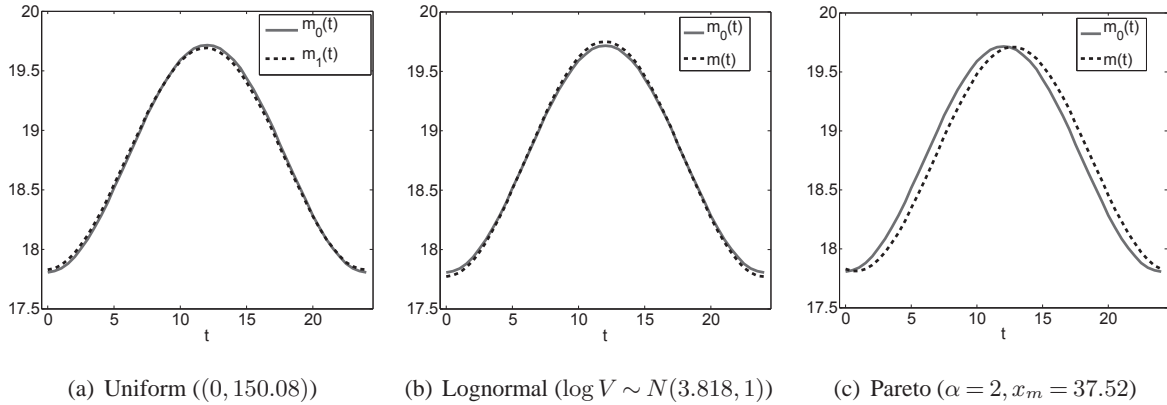 20
19.5
19
18.5
18
17.5
0 5 10 15 20
t
m₀(t)
m₁(t)
(a) Uniform ((0, 150.08))
20
19.5
19
18.5
18
17.5
0 5 10 15 20
t
m₀(t)
m(t)
(b) Lognormal (log V ∼ N(3.818, 1))
20
19.5
19
18.5
18
17.5
0 5 10 15 20
t
m₀(t)
m(t)
(c) Pareto (α = 2, xₘ = 37.52)